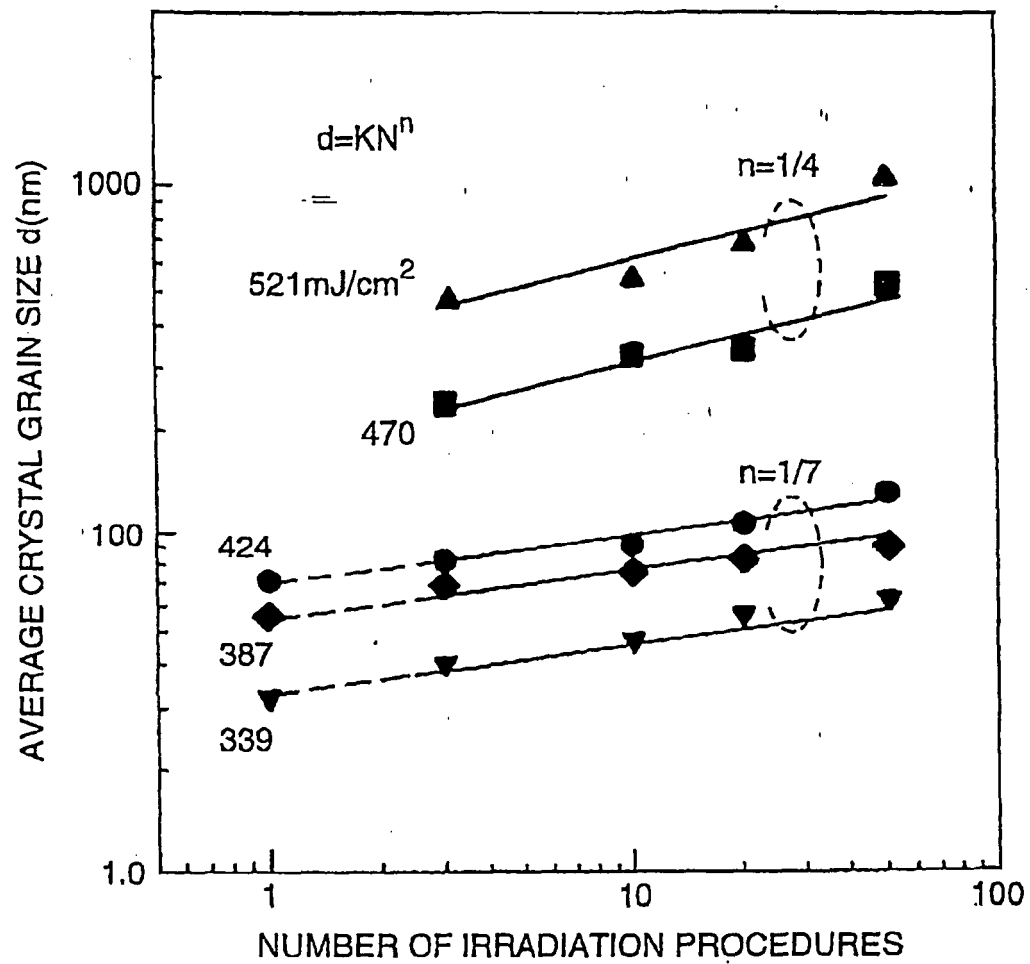 d=KNⁿ
n=1/4
1000
521mJ/cm²
470
n=1/7
100
424
387
339
1.0
1
10
100
AVERAGE CRYSTAL GRAIN SIZE d(nm)
NUMBER OF IRRADIATION PROCEDURES